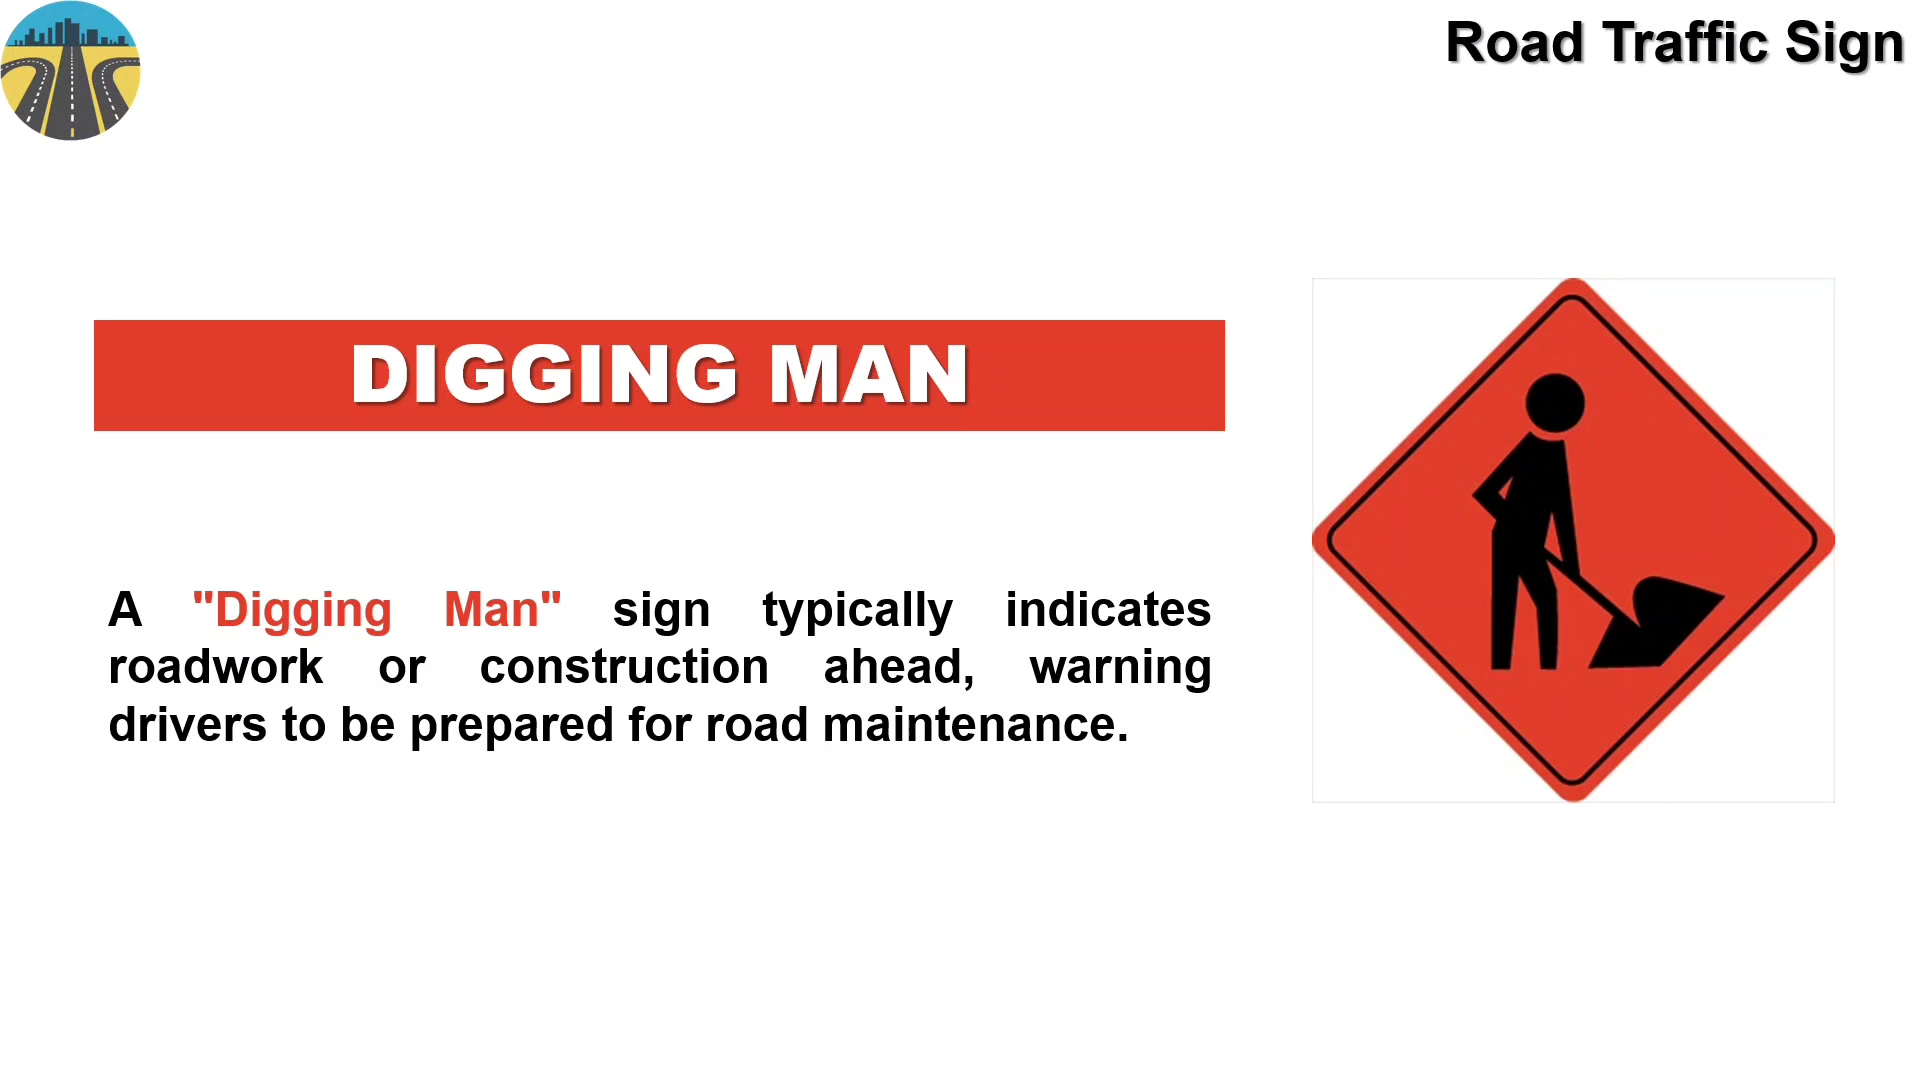 Road Traffic Sign
DIGGING MAN
A "Digging Man" sign typically indicates
roadwork or construction ahead, warning
drivers to be prepared for road maintenance.